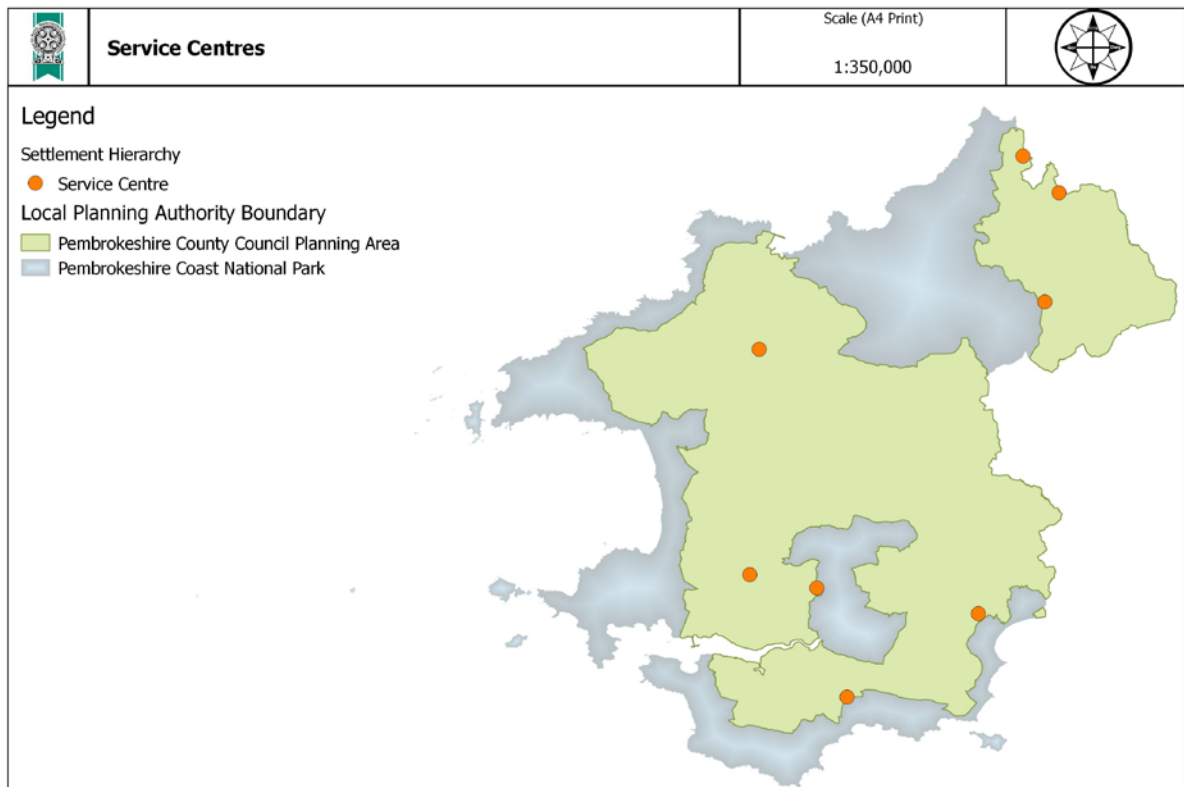 Service Centres
Scale (A4 Print)
1:350,000
Legend
Settlement Hierarchy
Service Centre
Local Planning Authority Boundary
Pembrokeshire County Council Planning Area
Pembrokeshire Coast National Park